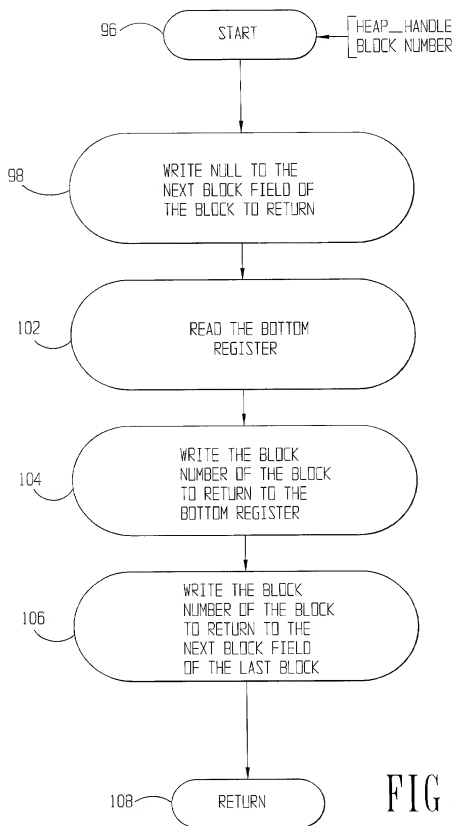 96
START
HEAP__HANDLE
BLOCK NUMBER
98
WRITE NULL TO THE
NEXT BLOCK FIELD OF
THE BLOCK TO RETURN
102
READ THE BOTTOM
REGISTER
104
WRITE THE BLOCK
NUMBER OF THE BLOCK
TO RETURN TO THE
BOTTOM REGISTER
106
WRITE THE BLOCK
NUMBER OF THE BLOCK
TO RETURN TO THE
NEXT BLOCK FIELD
OF THE LAST BLOCK
108
RETURN
FIG